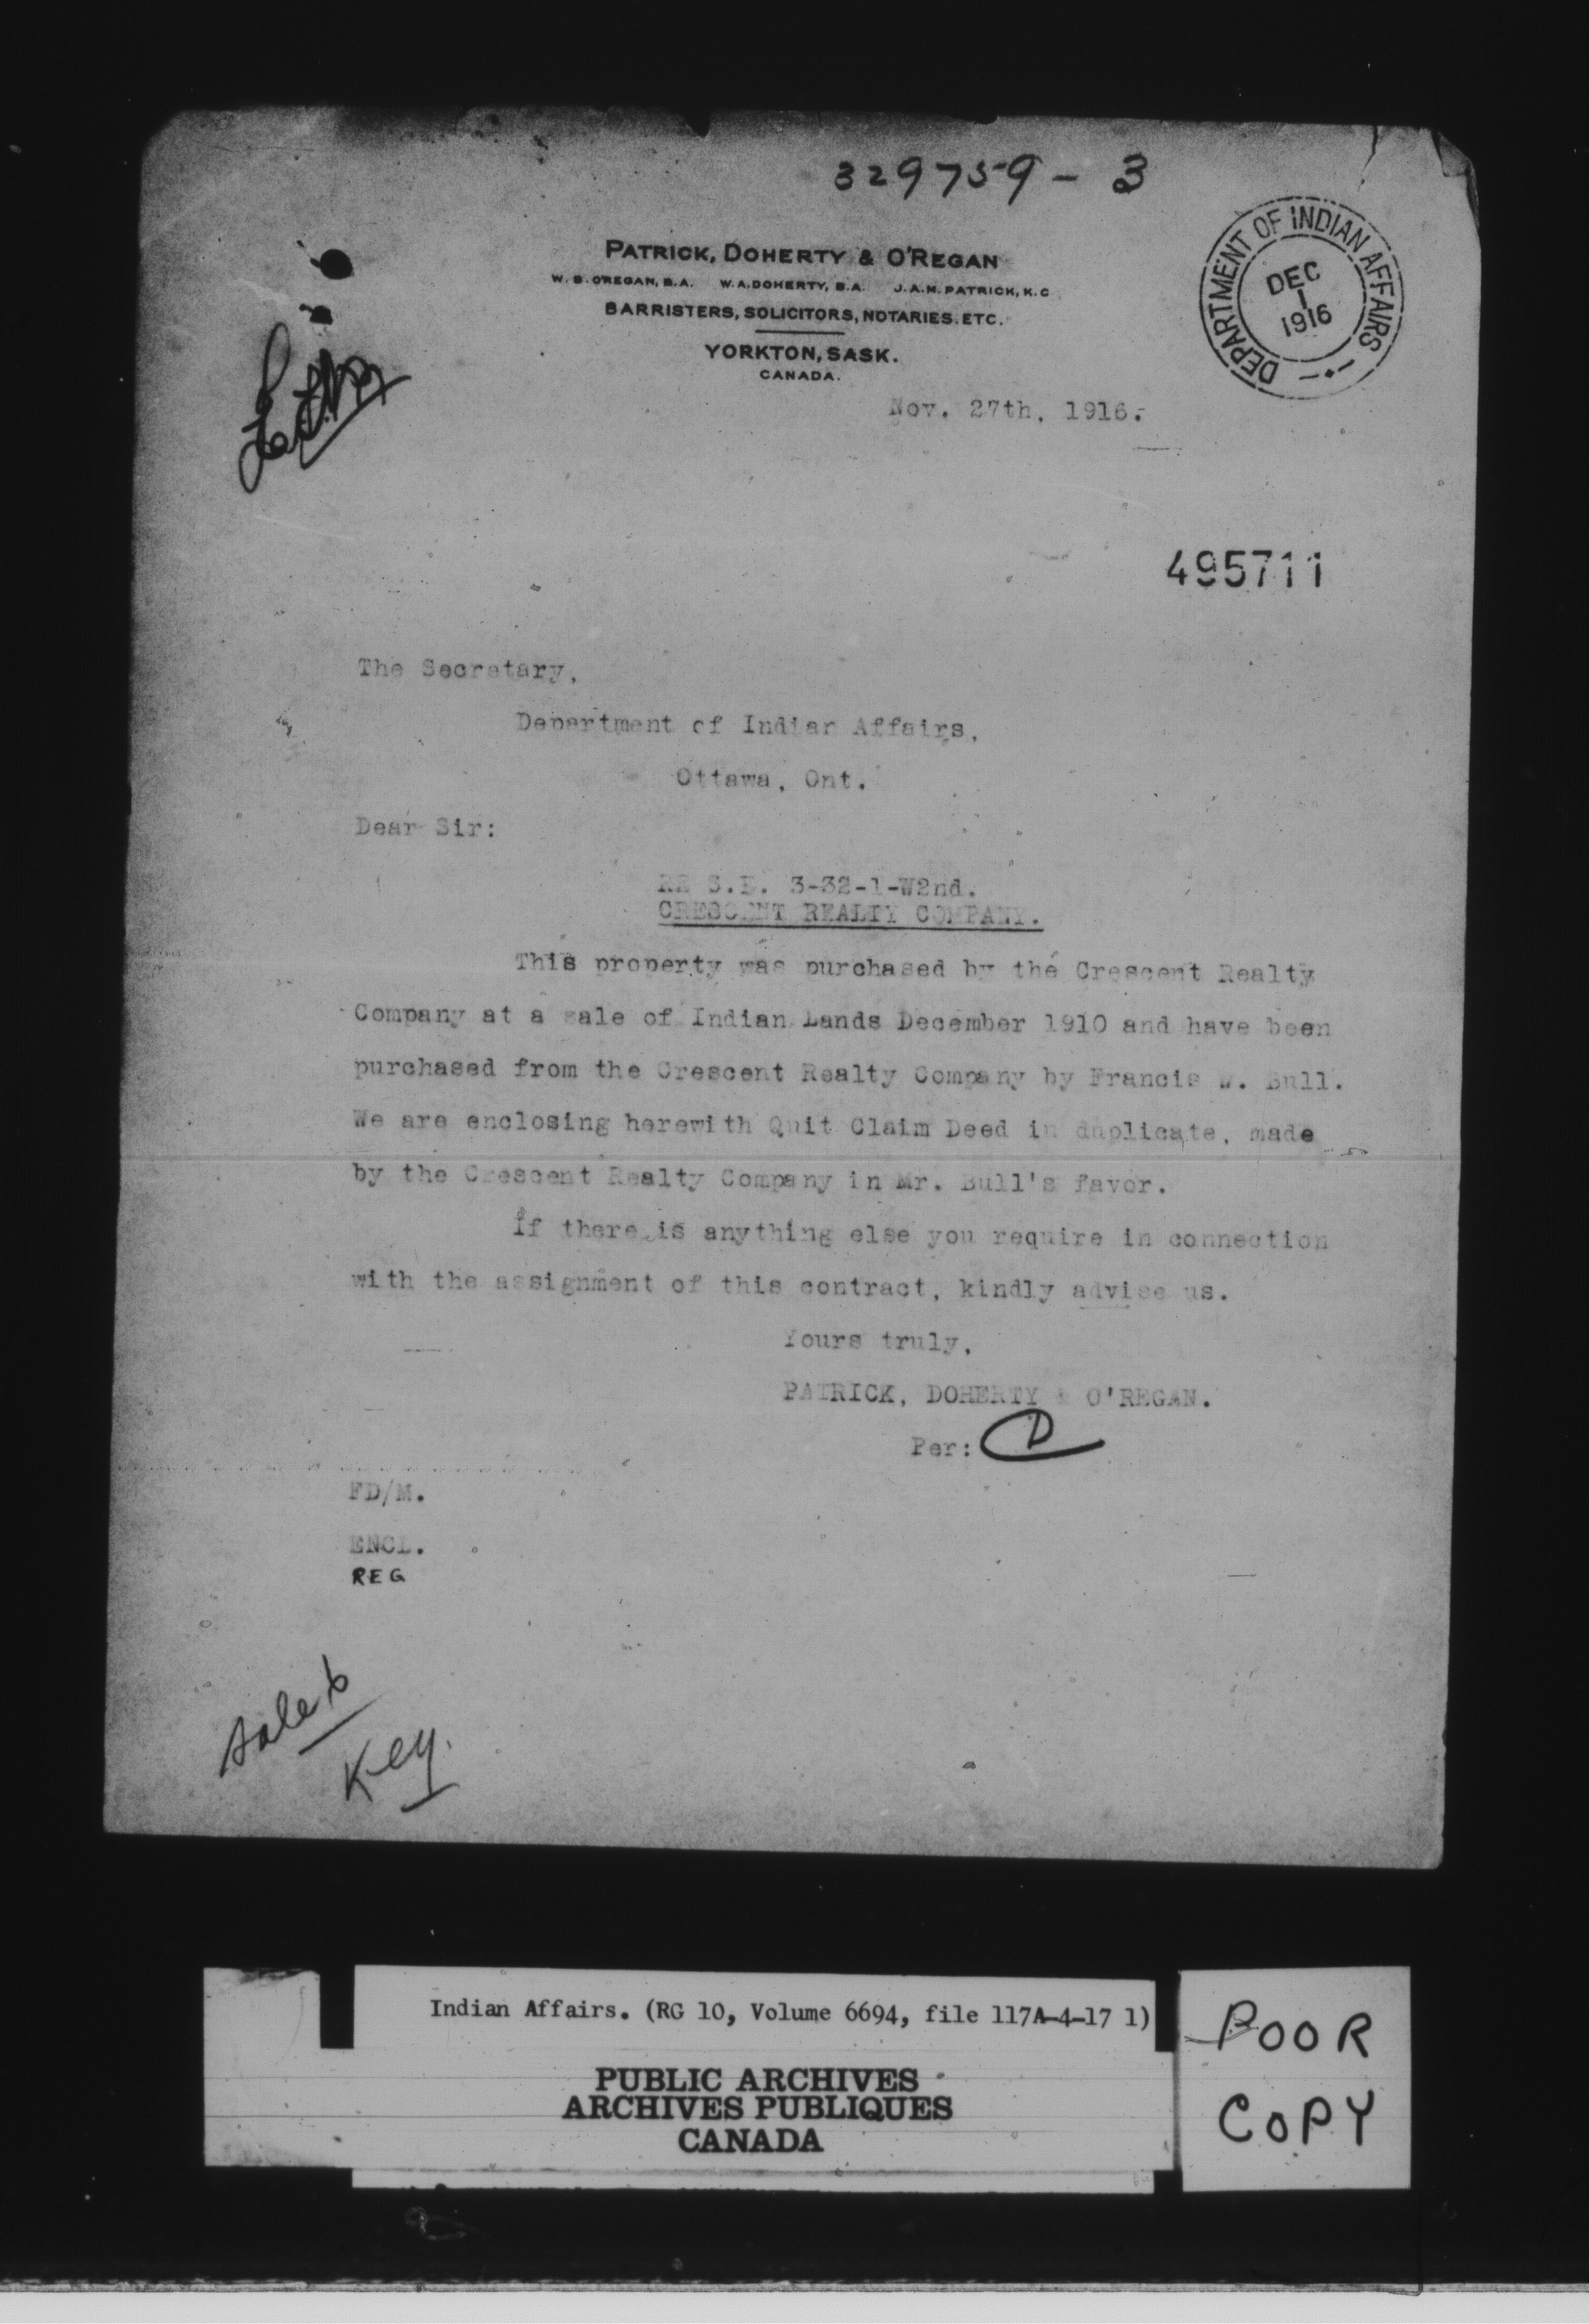 329759 - 3
PATRICK, DOHERTY & O'REGAN
W. B. O'REGAN, B.A. W. A. DOHERTY, B.A. J. A. M. PATRICK, K.C
BARRISTERS, SOLICITORS, NOTARIES. ETC.
YORKTON, SASK.
CANADA.
DEPARTMENT OF INDIAN AFFAIRS
DEC
1
1916
Nov. 27th, 1916.
495711
The Secretary,
Department of Indian Affairs,
Ottawa, Ont.
Dear Sir:
RE S.E. 3-32-1-W2nd.
CRESCENT REALTY COMPANY.
This property was purchased by the Crescent Realty
Company at a sale of Indian Lands December 1910 and have been
purchased from the Crescent Realty Company by Francis W. Bull.
We are enclosing herewith Quit Claim Deed in duplicate, made
by the Crescent Realty Company in Mr. Bull's favor.
If there is anything else you require in connection
with the assignment of this contract, kindly advise us.
Yours truly,
PATRICK, DOHERTY & O'REGAN.
Per: D
FD/M.
ENCL.
REG
Key.
Indian Affairs. (RG 10, Volume 6694, file 117A-4-17 1)
PUBLIC ARCHIVES
ARCHIVES PUBLIQUES
CANADA
POOR
COPY